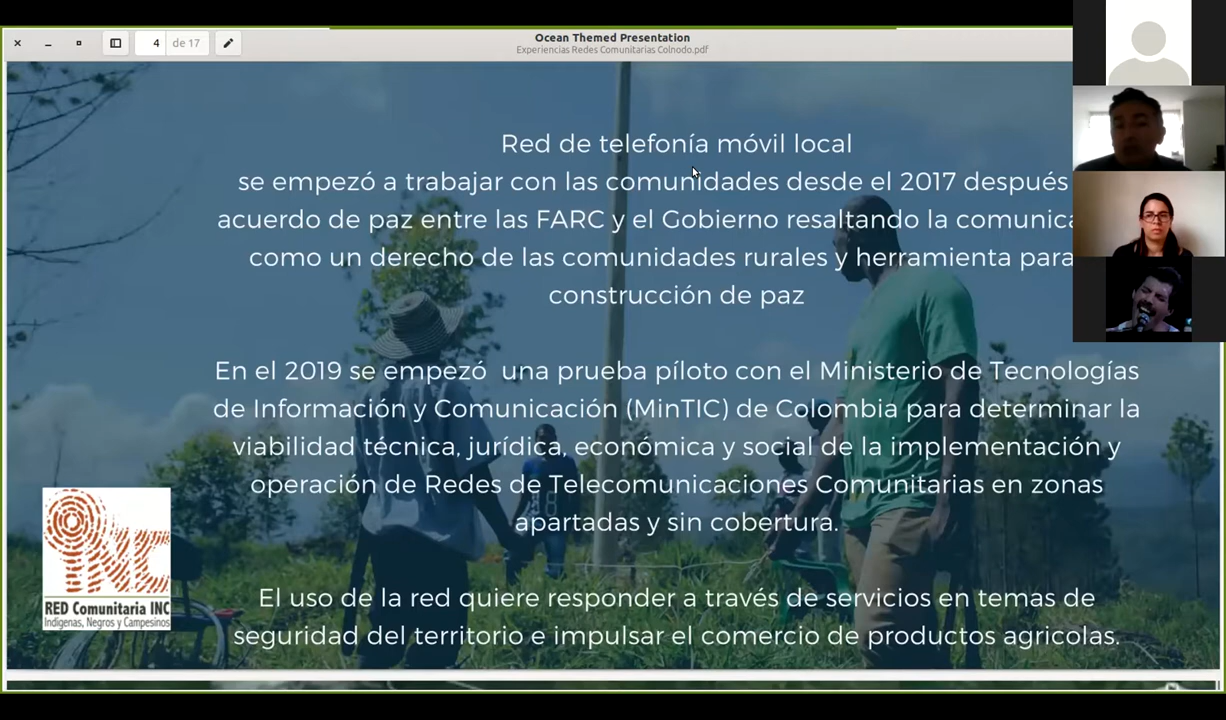 4 de 17
Ocean Themed Presentation
Experiencias Redes Comunitarias Colnodo.pdf
Red de telefonía móvil local
se empezó a trabajar con las comunidades desde el 2017 después
acuerdo de paz entre las FARC y el Gobierno resaltando la comunica
como un derecho de las comunidades rurales y herramienta para
construcción de paz
En el 2019 se empezó una prueba píloto con el Ministerio de Tecnologías
de Información y Comunicación (MinTIC) de Colombia para determinar la
viabilidad técnica, jurídica, económica y social de la implementación y
operación de Redes de Telecomunicaciones Comunitarias en zonas
apartadas y sin cobertura.
El uso de la red quiere responder a través de servicios en temas de
seguridad del territorio e impulsar el comercio de productos agricolas.
INC
RED Comunitaria INC
Indígenas, Negros y Campesinos